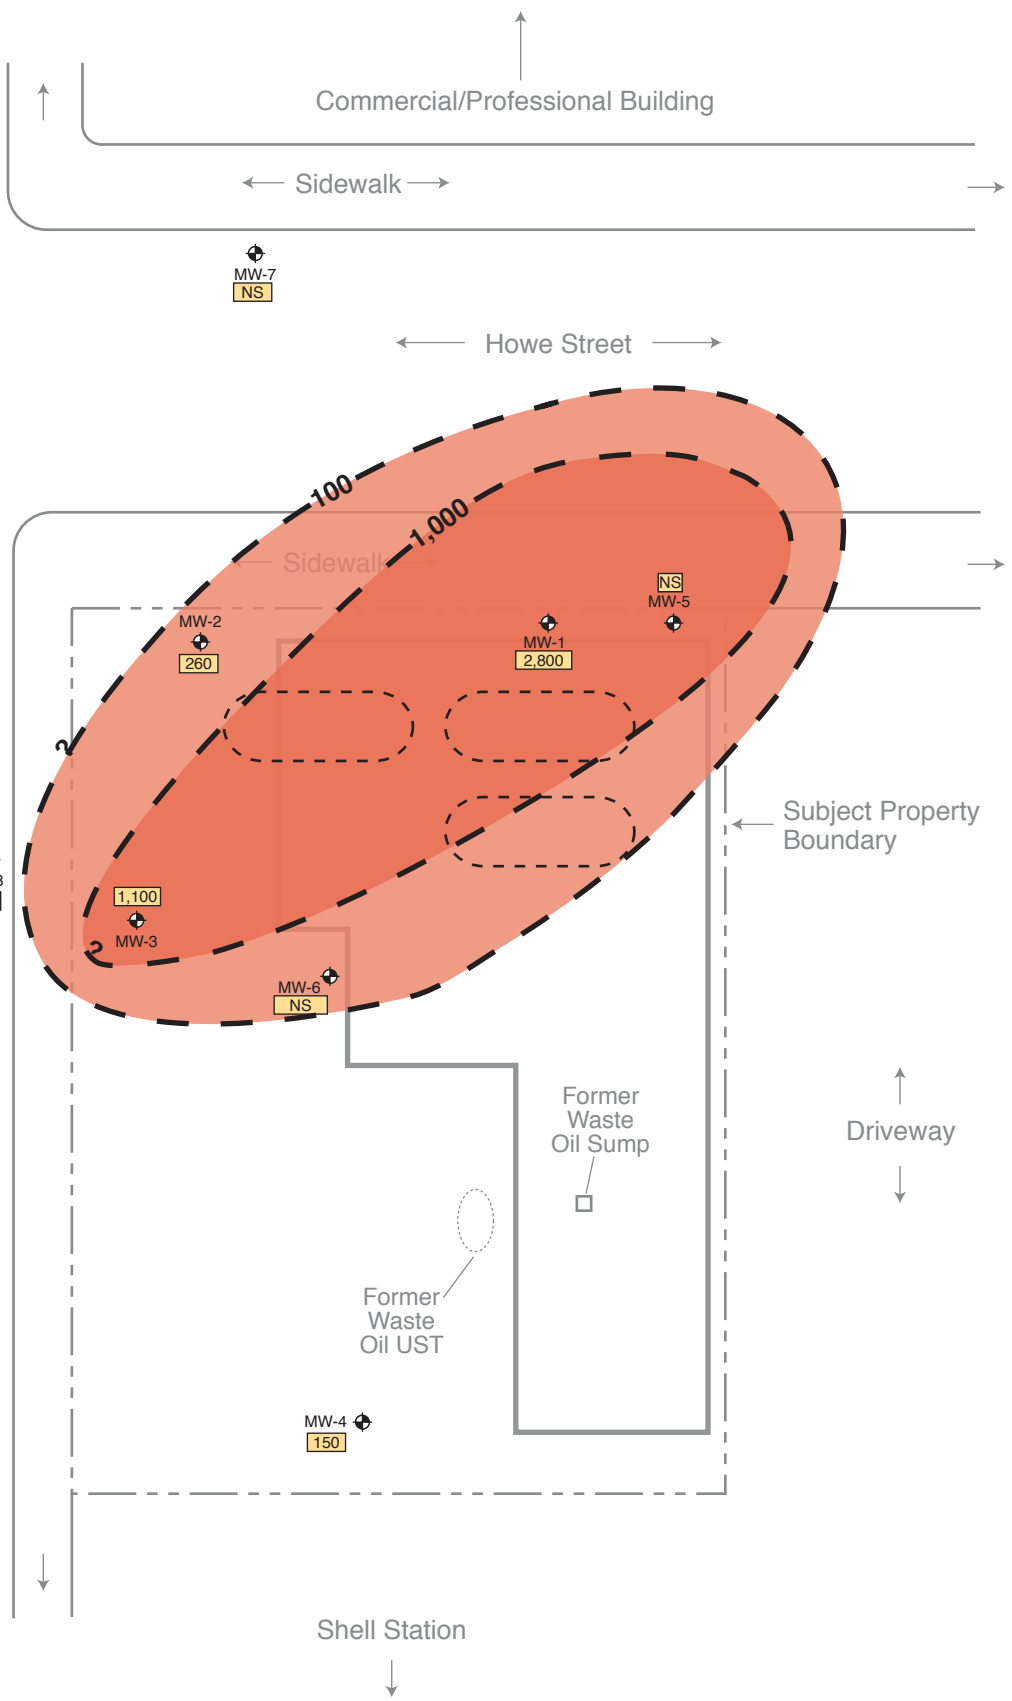 Commercial/Professional Building
Sidewalk
MW-7
NS
Howe Street
100
1,000
Sidewalk
NS
MW-5
MW-2
260
MW-1
2,800
?
Subject Property
Boundary
1,100
MW-3
?
MW-6
NS
Former
Waste
Oil Sump
Driveway
Former
Waste
Oil UST
MW-4
150
Shell Station